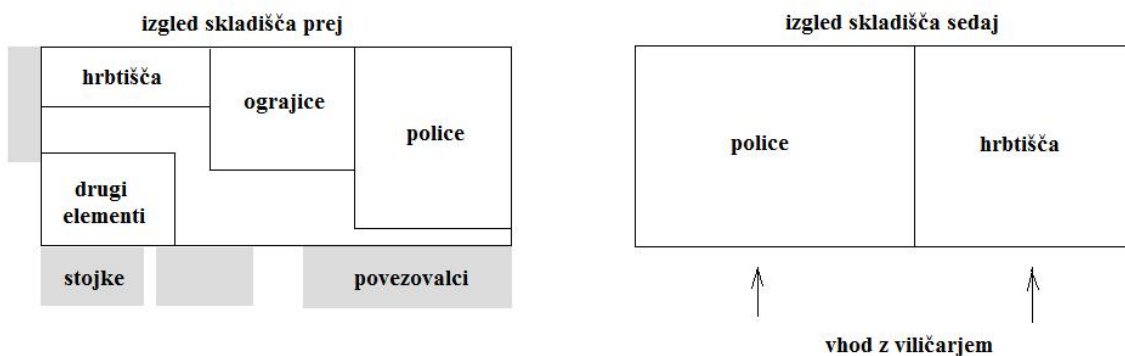 izgled skladišča prej
hrbtišča
ograjice
police
drugi
elementi
stojke
povezovalci
izgled skladišča sedaj
police
hrbtišča
vhod z viličarjem